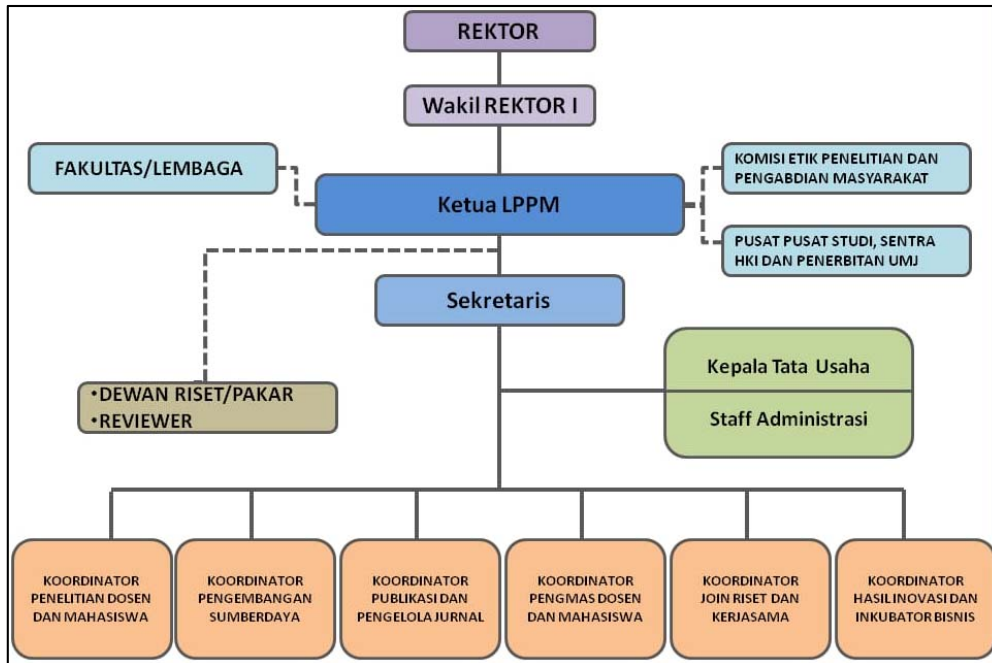 REKTOR
Wakil REKTOR I
FAKULTAS/LEMBAGA
KOMISI ETIK PENELITIAN DAN
PENGABDIAN MASYARAKAT
Ketua LPPM
PUSAT PUSAT STUDI, SENTRA
HKI DAN PENERBITAN UMJ
Sekretaris
Kepala Tata Usaha
•DEWAN RISET/PAKAR
•REVIEWER
Staff Administrasi
KOORDINATOR
PENELITIAN DOSEN
DAN MAHASISWA
KOORDINATOR
PENGEMBANGAN
SUMBERDAYA
KOORDINATOR
PUBLIKASI DAN
PENGELOLA JURNAL
KOORDINATOR
PENGMAS DOSEN
DAN MAHASISWA
KOORDINATOR
JOIN RISET DAN
KERJASAMA
KOORDINATOR
HASIL INOVASI DAN
INKUBATOR BISNIS